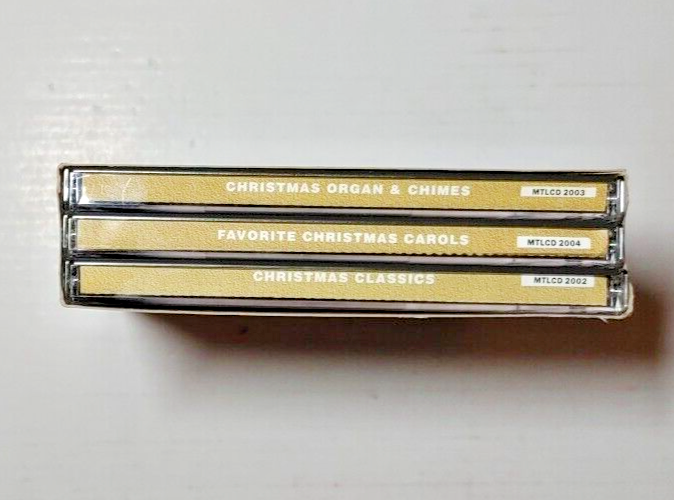 CHRISTMAS ORGAN & CHIMES MTLCD 2003
FAVORITE CHRISTMAS CAROLS MTLCD 2004
CHRISTMAS CLASSICS MTLCD 2002